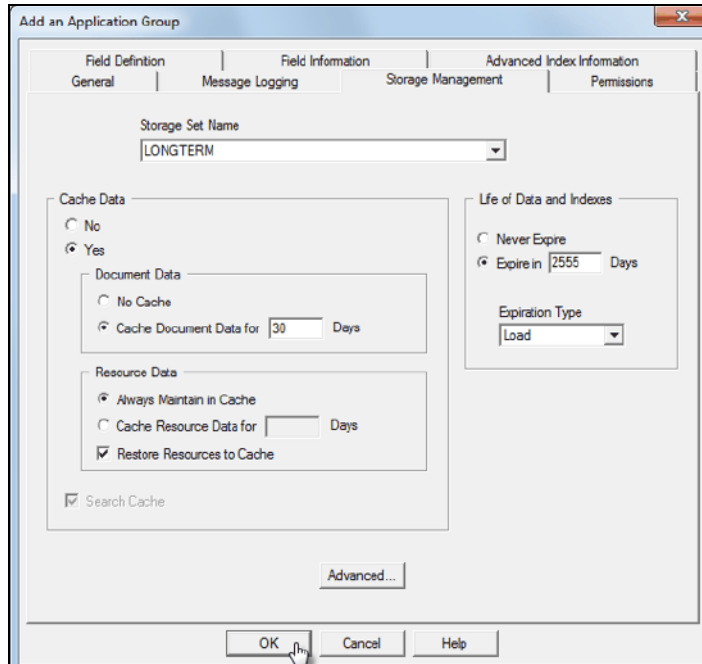 Add an Application Group
Field Definition Field Information Advanced Index Information
General Message Logging Storage Management Permissions
Storage Set Name
LONGTERM
Cache Data
No
Yes
Document Data
No Cache
Cache Document Data for 30 Days
Resource Data
Always Maintain in Cache
Cache Resource Data for Days
Restore Resources to Cache
Search Cache
Life of Data and Indexes
Never Expire
Expire in 2555 Days
Expiration Type
Load
Advanced...
OK Cancel Help